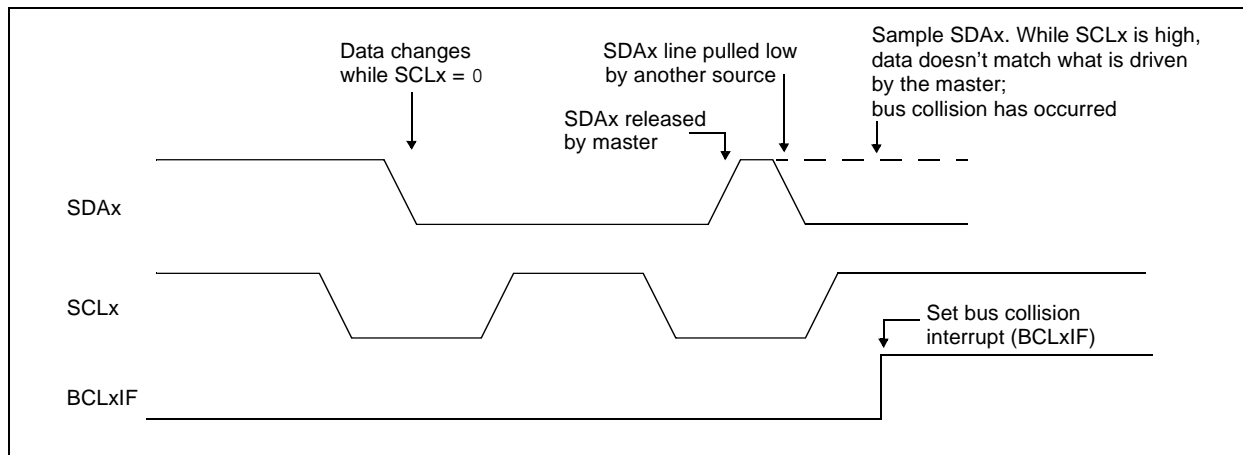 Data changes
while SCLx = 0
SDAx line pulled low
by another source
Sample SDAx. While SCLx is high,
data doesn't match what is driven
by the master;
bus collision has occurred
SDAx released
by master
SDAx
SCLx
Set bus collision
interrupt (BCLxIF)
BCLxIF